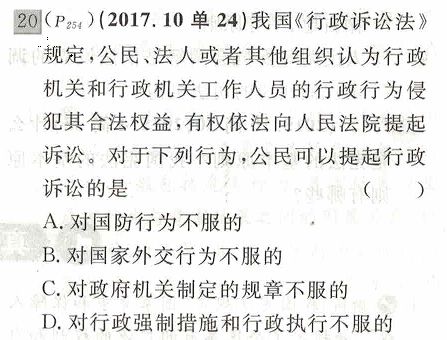 20 (P254)(2017.10 单 24)我国《行政诉讼法》
规定,公民、法人或者其他组织认为行政
机关和行政机关工作人员的行政行为侵
犯其合法权益,有权依法向人民法院提起
诉讼。对于下列行为,公民可以提起行政
诉讼的是 ( )
A. 对国防行为不服的
B. 对国家外交行为不服的
C. 对政府机关制定的规章不服的
D. 对行政强制措施和行政执行不服的